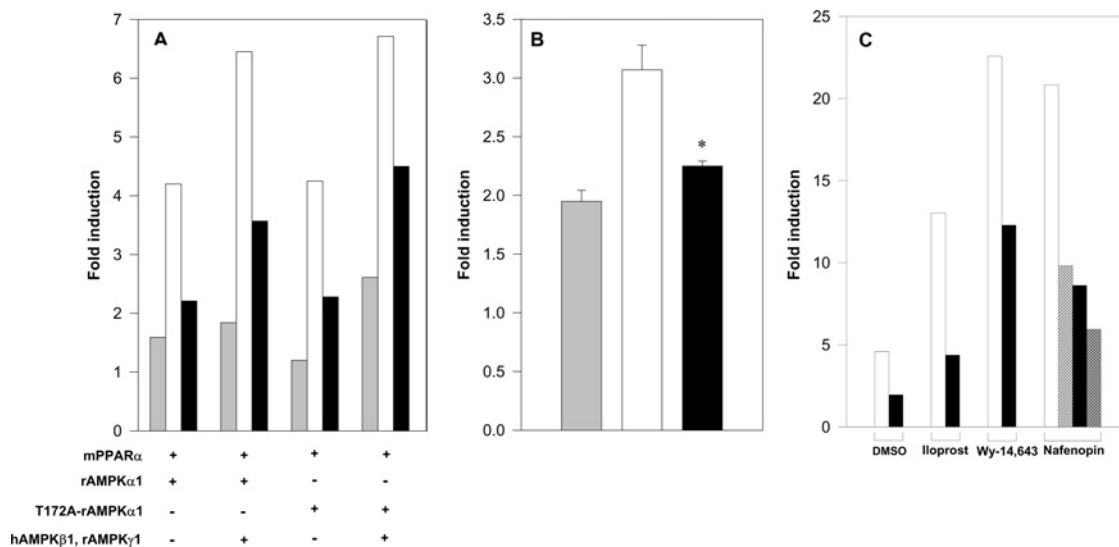 A
Fold induction
7
6
5
4
3
2
1
0
mPPARα + + + +
rAMPKα1 + + - -
T172A-rAMPKα1 - - + +
hAMPKβ1, rAMPKγ1 - + - +
B
Fold induction
3.5
3.0
2.5
2.0
1.5
1.0
0.5
0.0
*
C
Fold induction
25
20
15
10
5
0
DMSO Iloprost Wy-14,643 Nafenopin